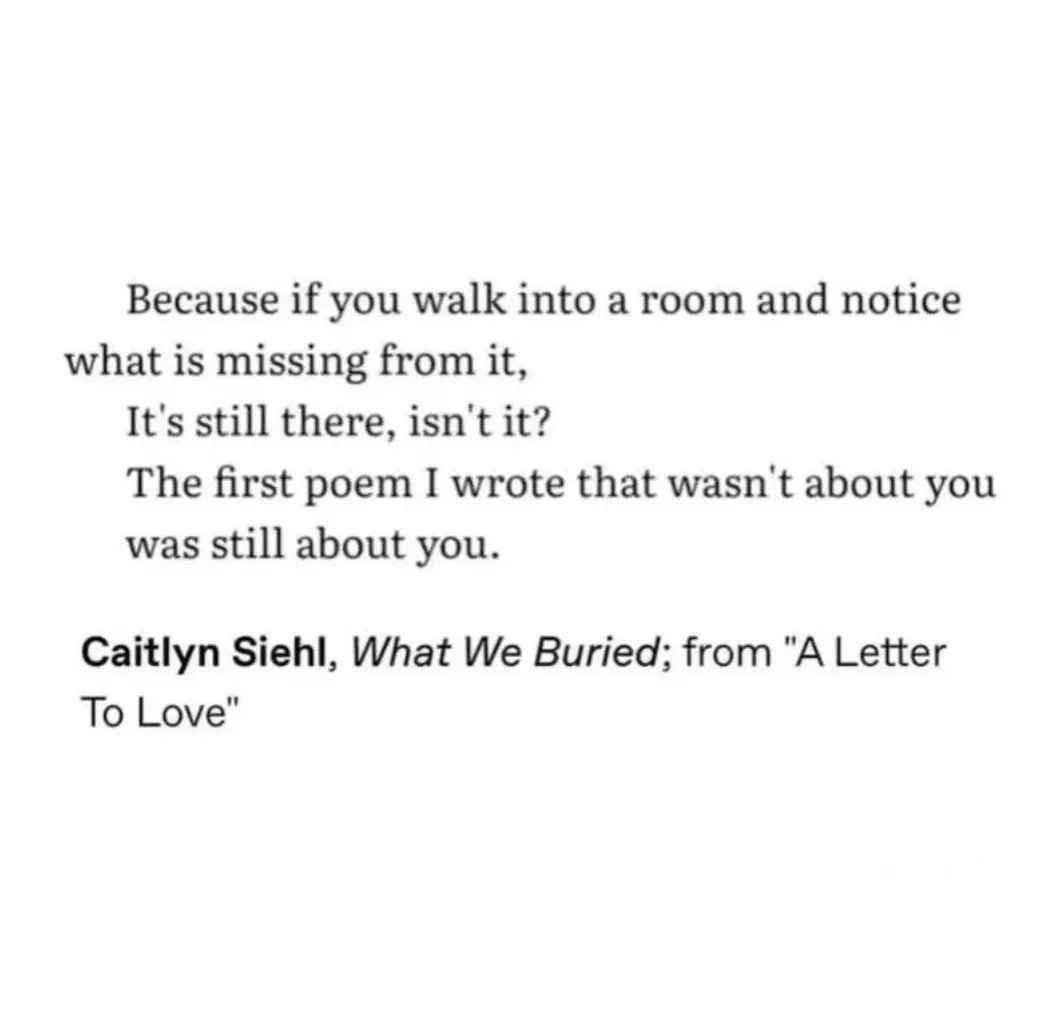 Because if you walk into a room and notice
what is missing from it,
It's still there, isn't it?
The first poem I wrote that wasn't about you
was still about you.
Caitlyn Siehl, What We Buried; from "A Letter
To Love"